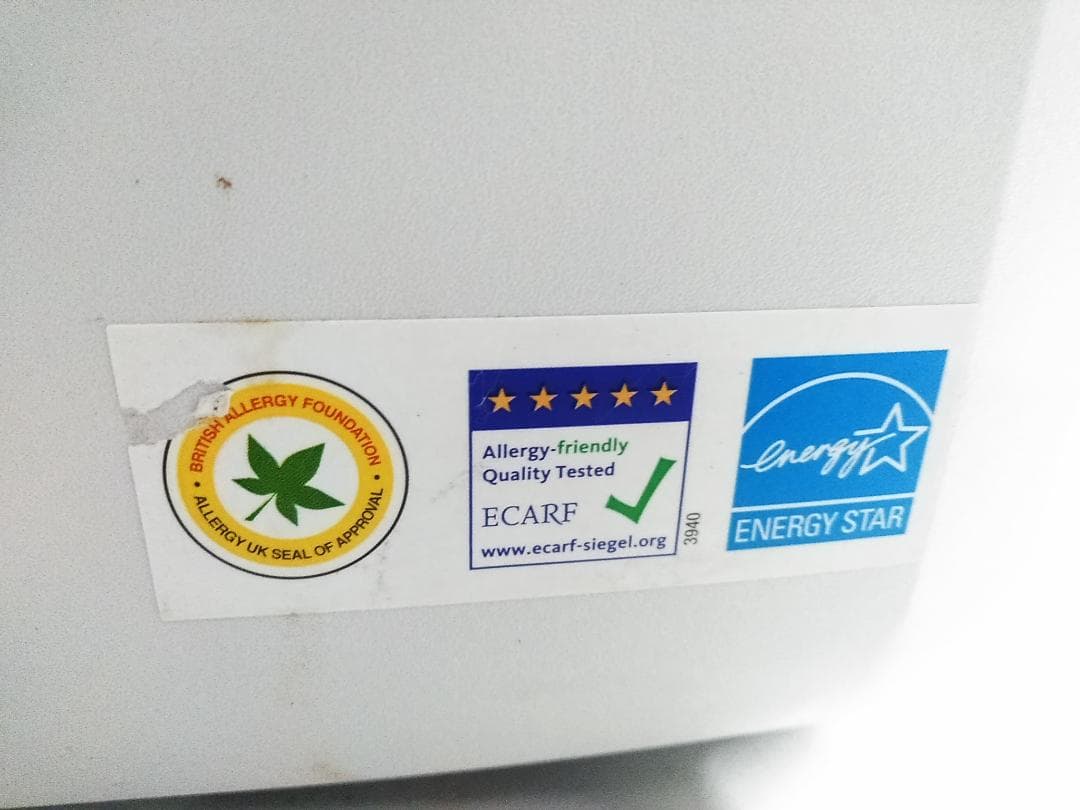 BRITISH ALLERGY FOUNDATION
ALLERGY UK SEAL OF APPROVAL
Allergy-friendly
Quality Tested
ECARF
www.ecarf-siegel.org
3940
energy
ENERGY STAR